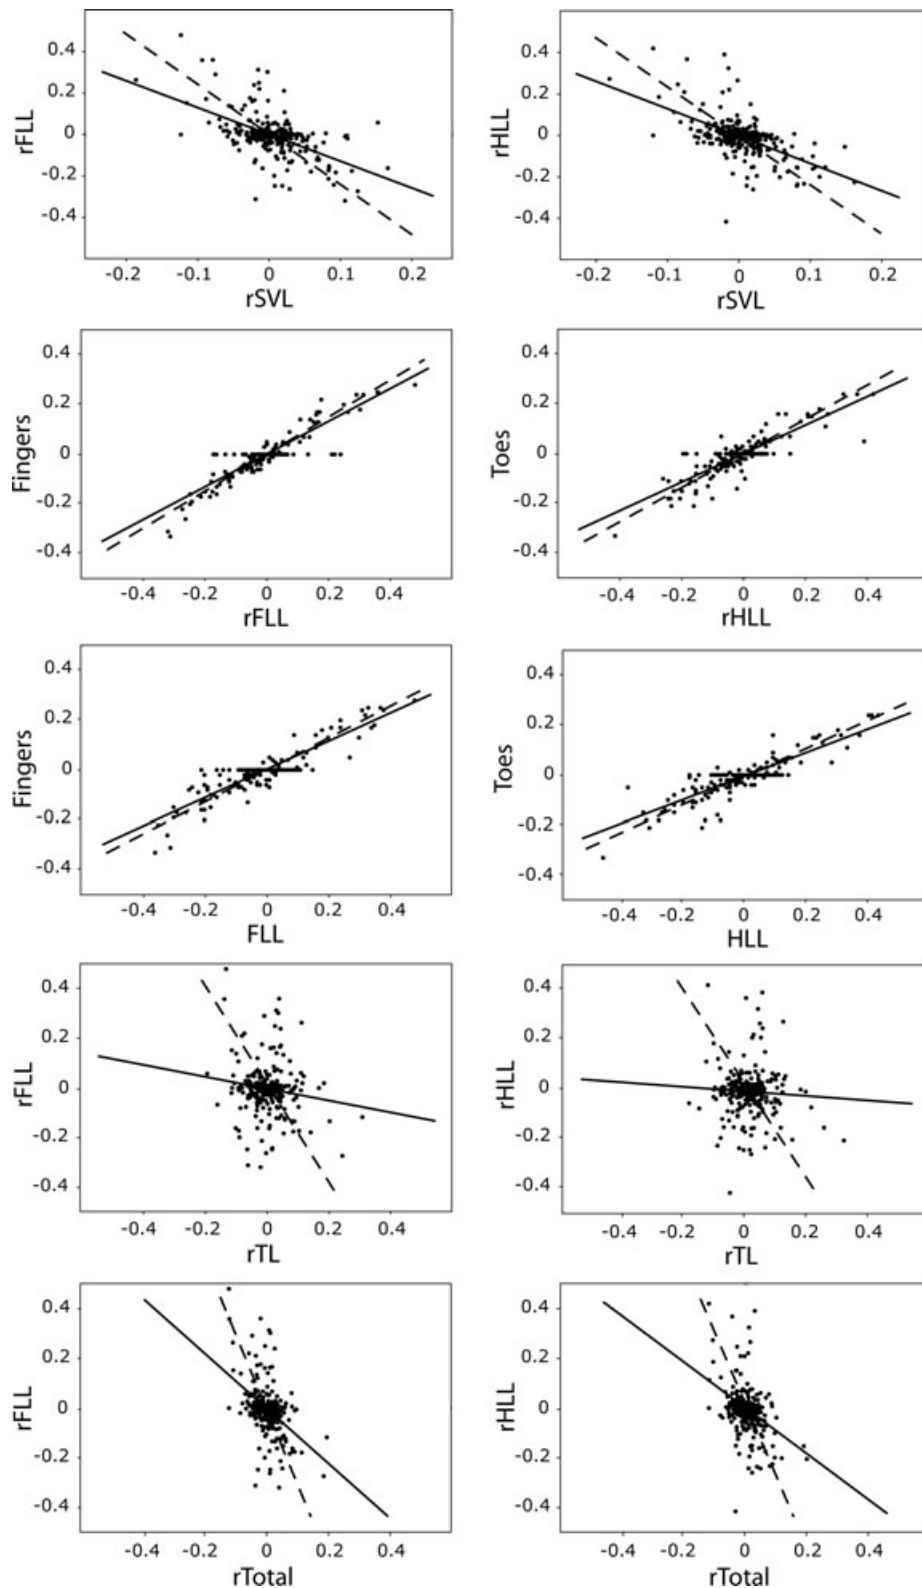 0.4 0.4
0.2 0.2
rFLL 0 rHLL 0
-0.2 -0.2
-0.4 -0.4
-0.2 -0.1 0 0.1 0.2 -0.2 -0.1 0 0.1 0.2
rSVL rSVL
0.4 0.4
0.2 0.2
Fingers 0 Toes 0
-0.2 -0.2
-0.4 -0.4
-0.4 -0.2 0 0.2 0.4 -0.4 -0.2 0 0.2 0.4
rFLL rHLL
0.4 0.4
0.2 0.2
Fingers 0 Toes 0
-0.2 -0.2
-0.4 -0.4
-0.4 -0.2 0 0.2 0.4 -0.4 -0.2 0 0.2 0.4
FLL HLL
0.4 0.4
0.2 0.2
rFLL 0 rHLL 0
-0.2 -0.2
-0.4 -0.4
-0.4 -0.2 0 0.2 0.4 -0.4 -0.2 0 0.2 0.4
rTL rTL
0.4 0.4
0.2 0.2
rFLL 0 rHLL 0
-0.2 -0.2
-0.4 -0.4
-0.4 -0.2 0 0.2 0.4 -0.4 -0.2 0 0.2 0.4
rTotal rTotal